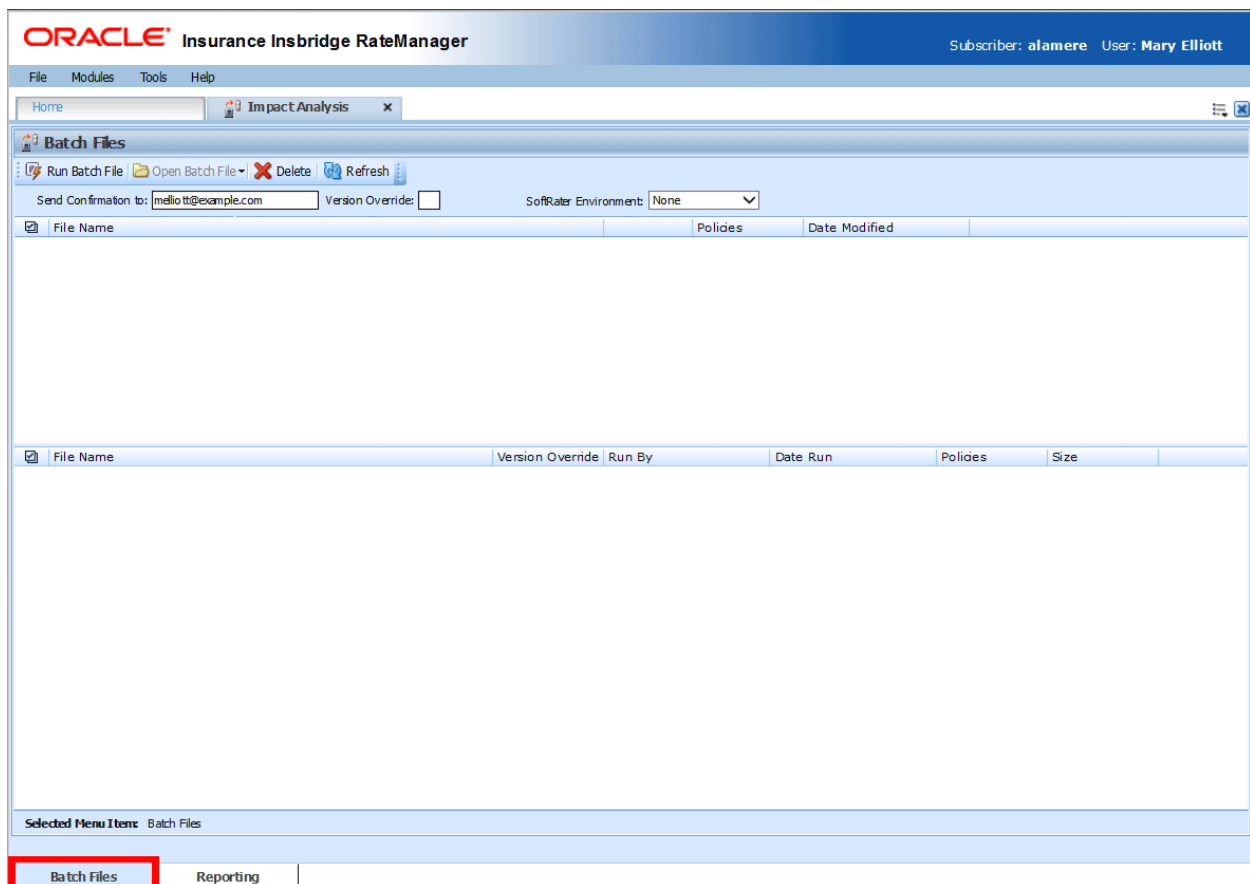 ORACLE® Insurance Insbridge RateManager
Subscriber: alamere User: Mary Elliott
File Modules Tools Help
Home Impact Analysis x
Batch Files
Run Batch File Open Batch File Delete Refresh
Send Confirmation to: melliott@example.com Version Override: SoftRater Environment: None
File Name Policies Date Modified
File Name Version Override Run By Date Run Policies Size
Selected Menu Item: Batch Files
Batch Files Reporting